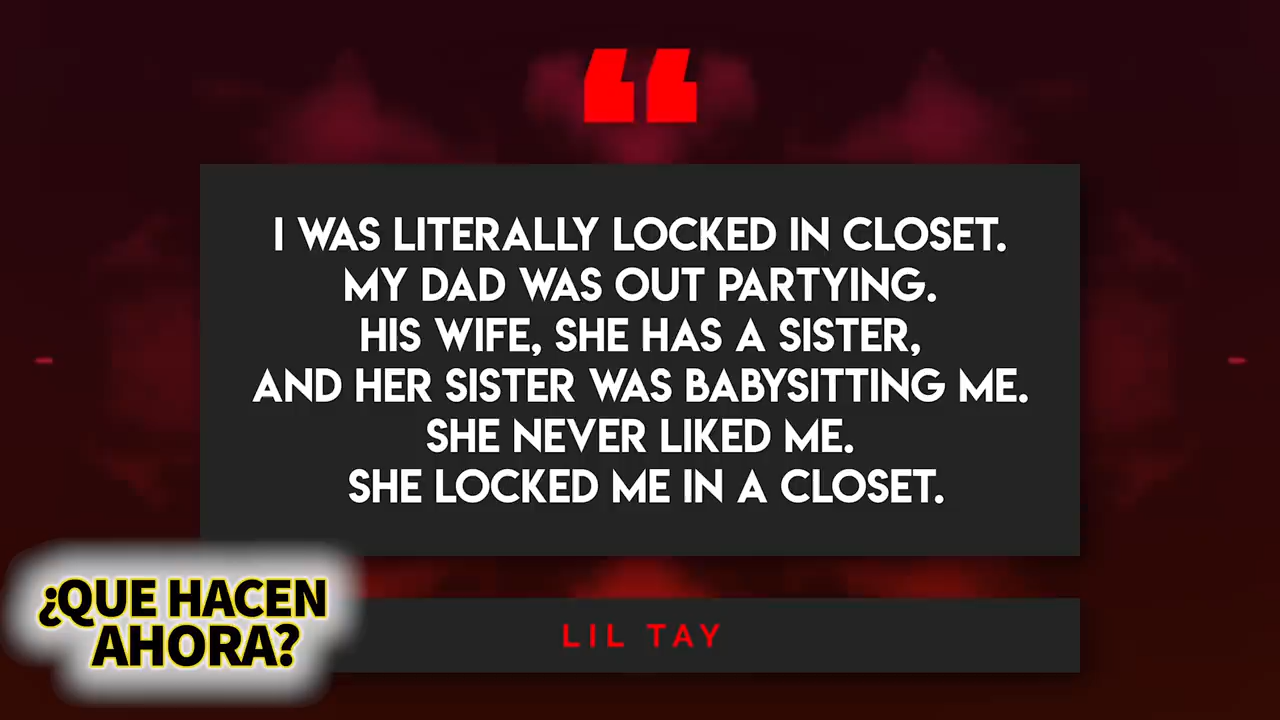 “
I WAS LITERALLY LOCKED IN CLOSET.
MY DAD WAS OUT PARTYING.
HIS WIFE, SHE HAS A SISTER,
AND HER SISTER WAS BABYSITTING ME.
SHE NEVER LIKED ME.
SHE LOCKED ME IN A CLOSET.
LIL TAY
¿QUE HACEN
AHORA?